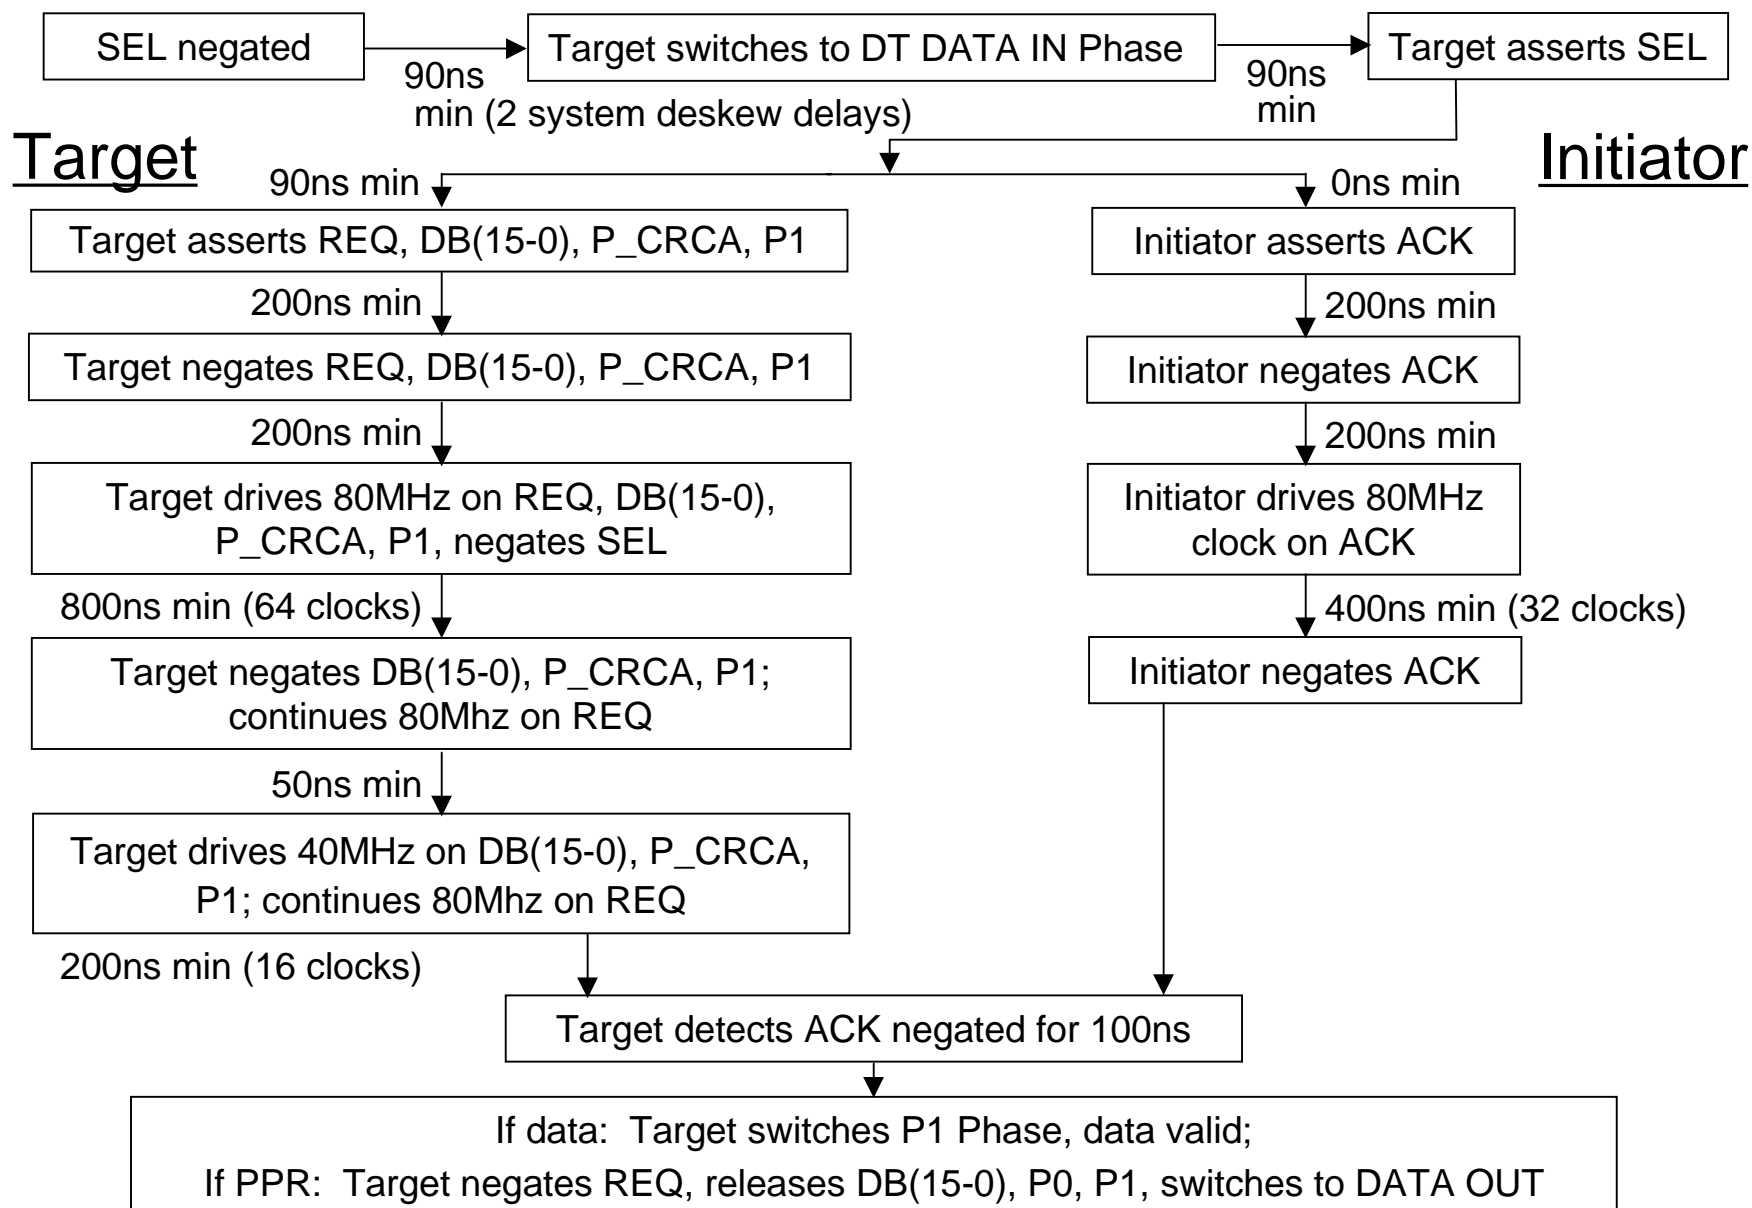 SEL negated
Target switches to DT DATA IN Phase
Target asserts SEL
90ns
min (2 system deskew delays)
90ns
min
Target
Initiator
90ns min
0ns min
Target asserts REQ, DB(15-0), P_CRCA, P1
Initiator asserts ACK
200ns min
200ns min
Target negates REQ, DB(15-0), P_CRCA, P1
Initiator negates ACK
200ns min
200ns min
Target drives 80MHz on REQ, DB(15-0),
P_CRCA, P1, negates SEL
Initiator drives 80MHz
clock on ACK
800ns min (64 clocks)
400ns min (32 clocks)
Target negates DB(15-0), P_CRCA, P1;
continues 80Mhz on REQ
Initiator negates ACK
50ns min
Target drives 40MHz on DB(15-0), P_CRCA,
P1; continues 80Mhz on REQ
200ns min (16 clocks)
Target detects ACK negated for 100ns
If data: Target switches P1 Phase, data valid;
If PPR: Target negates REQ, releases DB(15-0), P0, P1, switches to DATA OUT